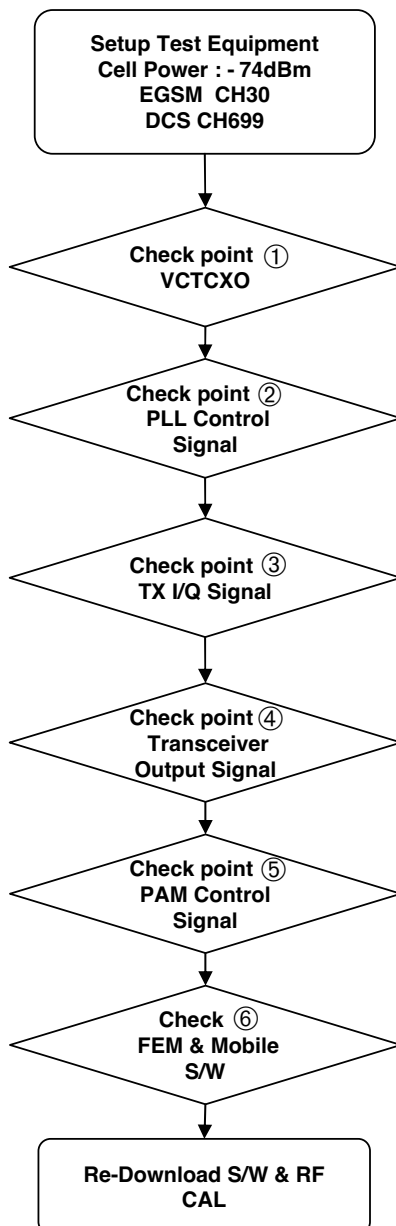 Setup Test Equipment
Cell Power : - 74dBm
EGSM CH30
DCS CH699
Check point ①
VCTCXO
Check point ②
PLL Control
Signal
Check point ③
TX I/Q Signal
Check point ④
Transceiver
Output Signal
Check point ⑤
PAM Control
Signal
Check ⑥
FEM & Mobile
S/W
Re-Download S/W & RF
CAL